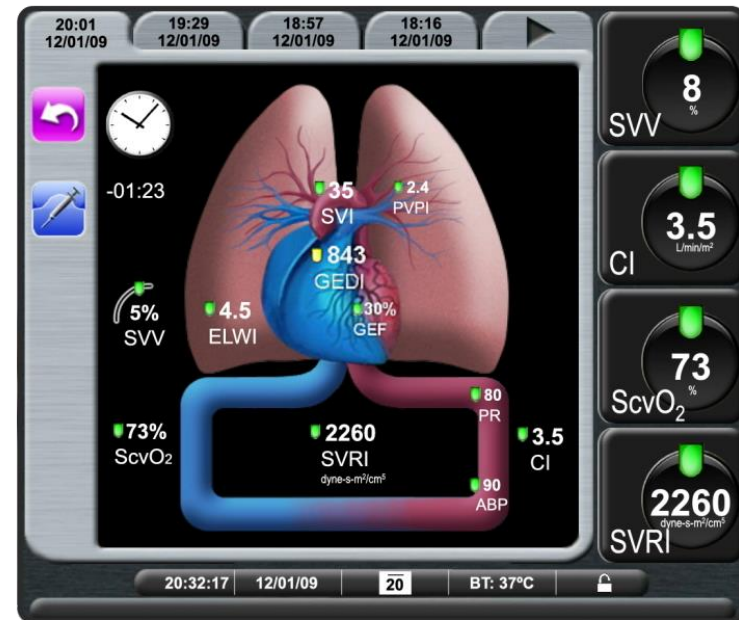 20:01
12/01/09
19:29
12/01/09
18:57
12/01/09
18:16
12/01/09
-01:23
35
SVI
2.4
PVPI
843
GEDI
4.5
ELWI
30%
GEF
5%
SVV
73%
ScvO₂
2260
SVRI
dyne-s-m²/cm⁵
80
PR
90
ABP
3.5
CI
8
%
SVV
3.5
L/min/m²
CI
73
%
ScvO₂
2260
dyne-s-m²/cm⁵
SVRI
20:32:17 12/01/09 20 BT: 37ºC